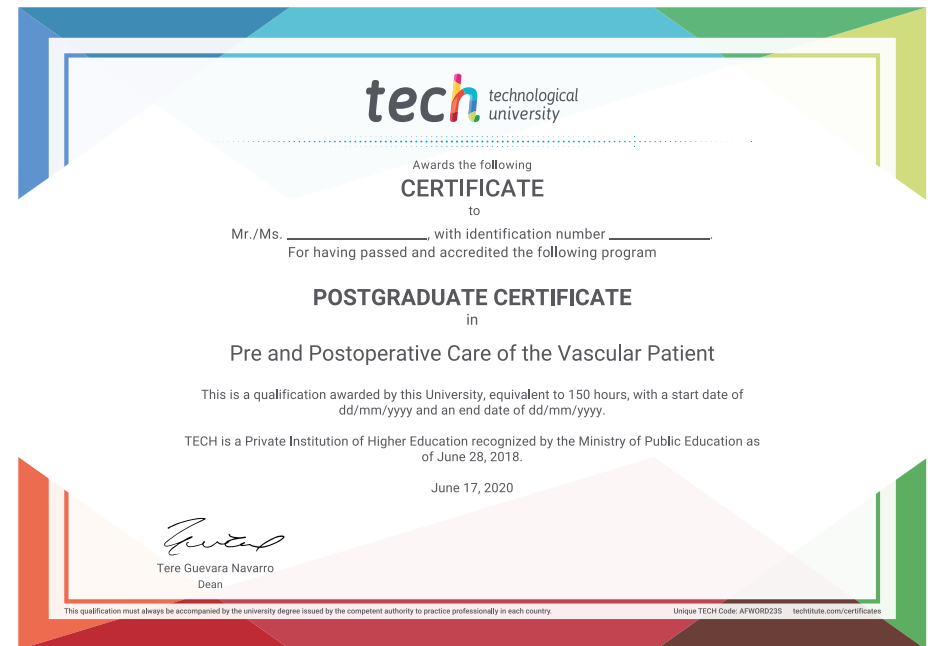 tech technological
university
Awards the following
CERTIFICATE
to
Mr./Ms. ____________________, with identification number ______________.
For having passed and accredited the following program
POSTGRADUATE CERTIFICATE
in
Pre and Postoperative Care of the Vascular Patient
This is a qualification awarded by this University, equivalent to 150 hours, with a start date of
dd/mm/yyyy and an end date of dd/mm/yyyy.
TECH is a Private Institution of Higher Education recognized by the Ministry of Public Education as
of June 28, 2018.
June 17, 2020
Tere Guevara Navarro
Dean
This qualification must always be accompanied by the university degree issued by the competent authority to practice professionally in each country.
Unique TECH Code: AFWORD23S techtitute.com/certificates